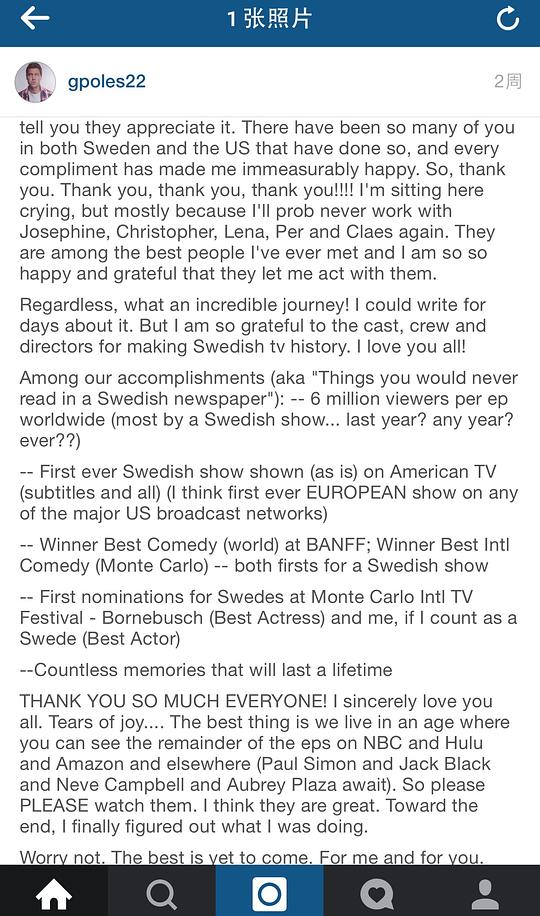 1 张照片
gpoles22
2周
tell you they appreciate it. There have been so many of you
in both Sweden and the US that have done so, and every
compliment has made me immeasurably happy. So, thank
you. Thank you, thank you, thank you!!!! I'm sitting here
crying, but mostly because I'll prob never work with
Josephine, Christopher, Lena, Per and Claes again. They
are among the best people I've ever met and I am so so
happy and grateful that they let me act with them.
Regardless, what an incredible journey! I could write for
days about it. But I am so grateful to the cast, crew and
directors for making Swedish tv history. I love you all!
Among our accomplishments (aka "Things you would never
read in a Swedish newspaper"): -- 6 million viewers per ep
worldwide (most by a Swedish show... last year? any year?
ever??)
-- First ever Swedish show shown (as is) on American TV
(subtitles and all) (I think first ever EUROPEAN show on any
of the major US broadcast networks)
-- Winner Best Comedy (world) at BANFF; Winner Best Intl
Comedy (Monte Carlo) -- both firsts for a Swedish show
-- First nominations for Swedes at Monte Carlo Intl TV
Festival - Bornebusch (Best Actress) and me, if I count as a
Swede (Best Actor)
--Countless memories that will last a lifetime
THANK YOU SO MUCH EVERYONE! I sincerely love you
all. Tears of joy.... The best thing is we live in an age where
you can see the remainder of the eps on NBC and Hulu
and Amazon and elsewhere (Paul Simon and Jack Black
and Neve Campbell and Aubrey Plaza await). So please
PLEASE watch them. I think they are great. Toward the
end, I finally figured out what I was doing.
Worry not. The best is yet to come. For me and for you.